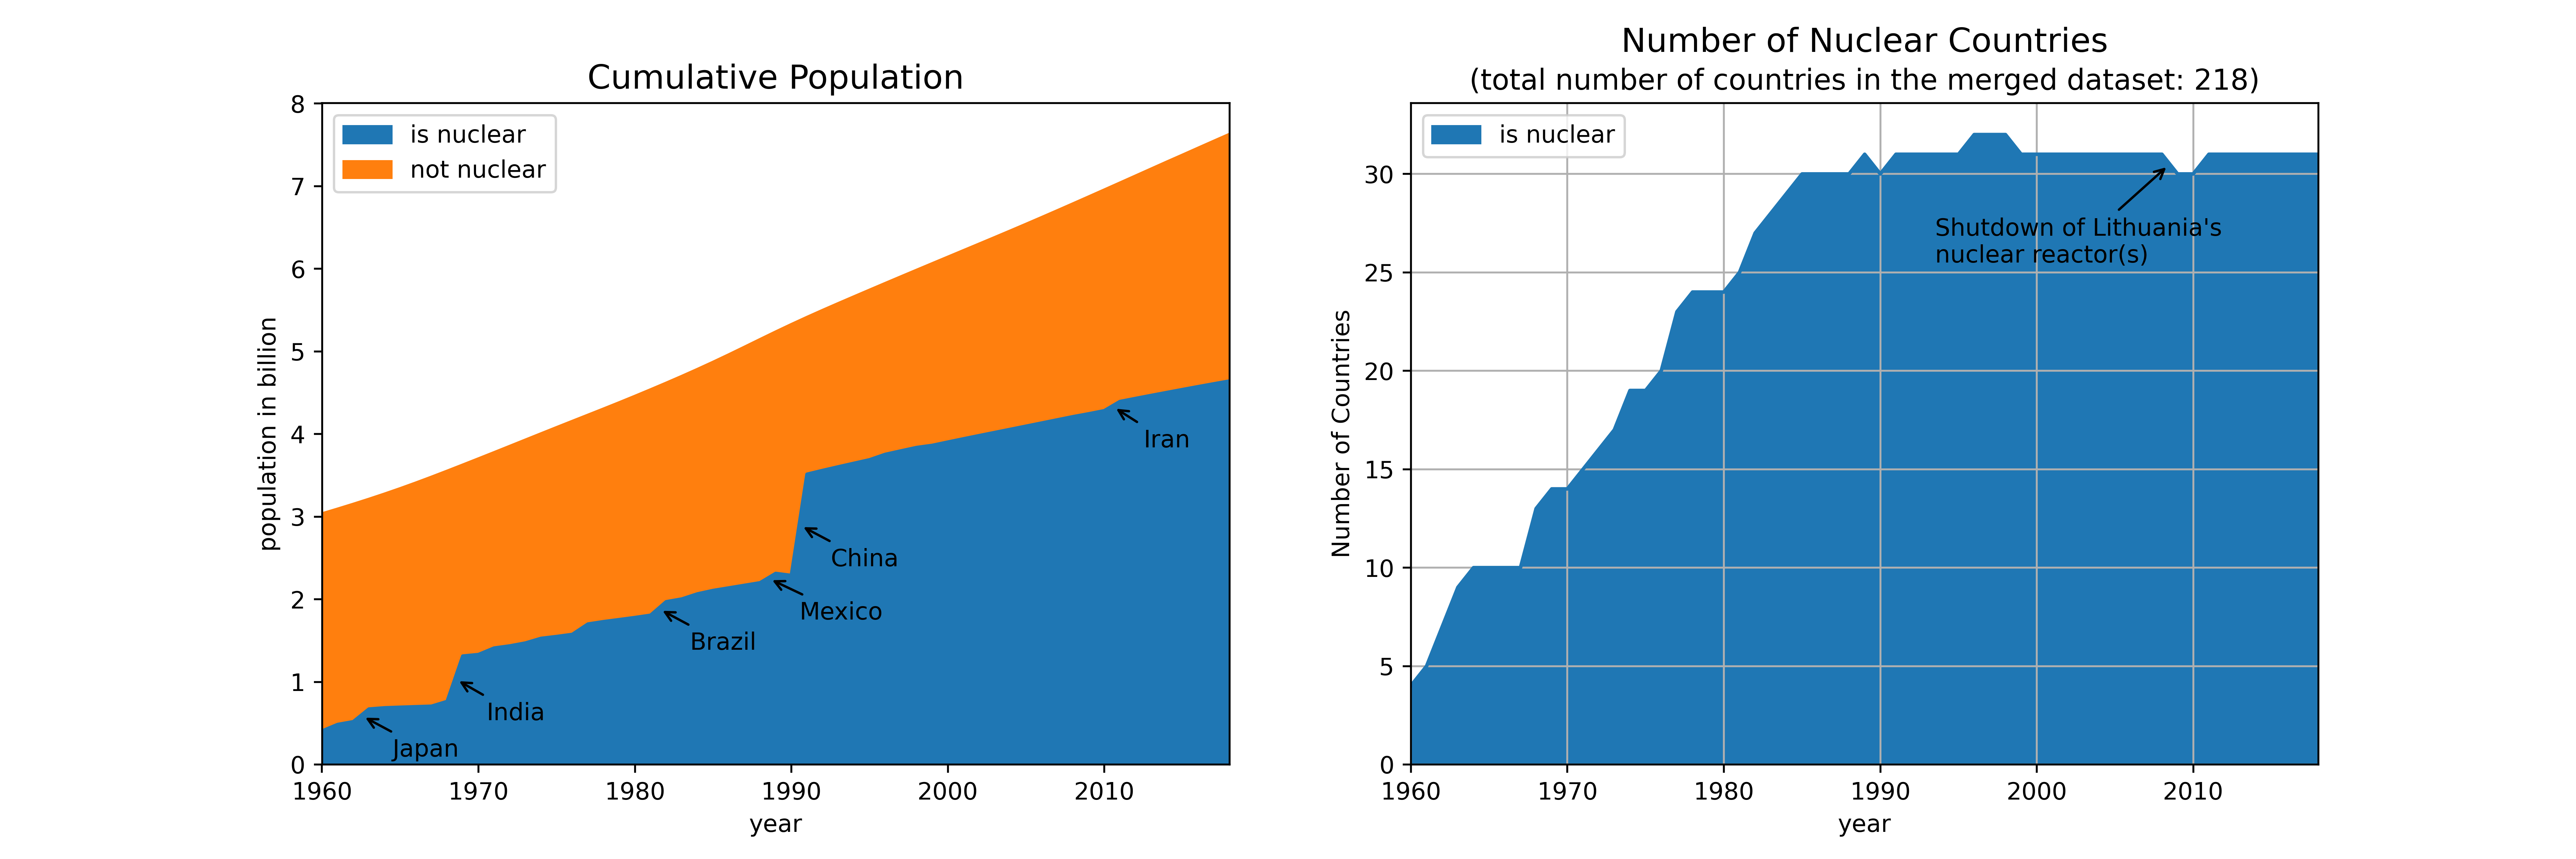 Cumulative Population
8
7
6
5
4
3
2
1
0
population in billion
is nuclear
not nuclear
Japan
India
Brazil
Mexico
China
Iran
1960 1970 1980 1990 2000 2010
year
Number of Nuclear Countries
(total number of countries in the merged dataset: 218)
30
25
20
15
10
5
0
Number of Countries
is nuclear
Shutdown of Lithuania's
nuclear reactor(s)
1960 1970 1980 1990 2000 2010
year